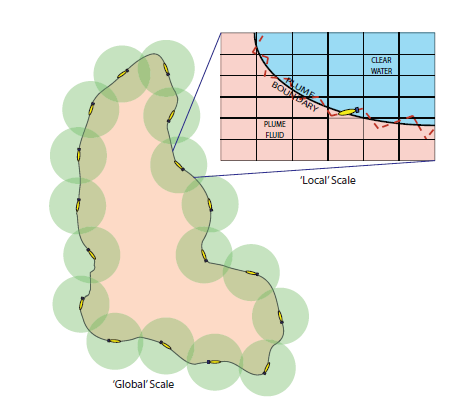 CLEAR
WATER
PLUME
BOUNDARY
PLUME
FLUID
'Local' Scale
'Global' Scale